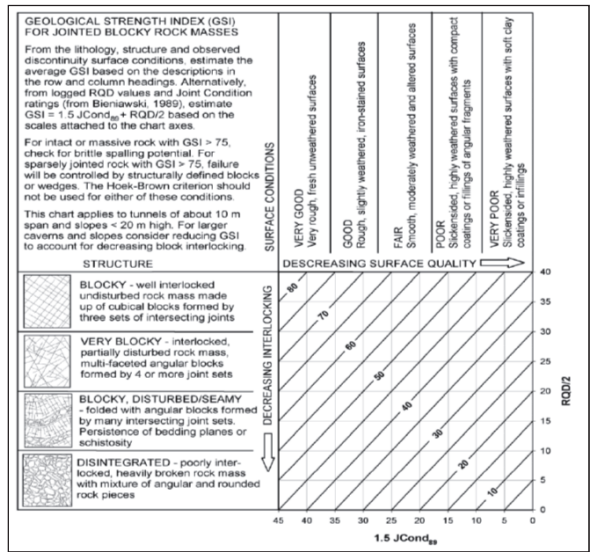 GEOLOGICAL STRENGTH INDEX (GSI)
FOR JOINTED BLOCKY ROCK MASSES
From the lithology, structure and observed
discontinuity surface conditions, estimate the
average GSI based on the descriptions in
the row and column headings. Alternatively,
from logged RQD values and Joint Condition
ratings (from Bieniawski, 1989), estimate
GSI = 1.5 JCond89 + RQD/2 based on the
scales attached to the chart axes.
For intact or massive rock with GSI > 75,
check for brittle spalling potential. For
sparsely jointed rock with GSI > 75, failure
will be controlled by structurally defined blocks
or wedges. The Hoek-Brown criterion should
not be used for either of these conditions.
This chart applies to tunnels of about 10 m
span and slopes < 20 m high. For larger
caverns and slopes consider reducing GSI
to account for decreasing block interlocking.
SURFACE CONDITIONS
VERY GOOD
Very rough, fresh unweathered surfaces
GOOD
Rough, slightly weathered, iron-stained surfaces
FAIR
Smooth, moderately weathered and altered surfaces
POOR
Slickensided, highly weathered surfaces with compact
coatings or fillings of angular fragments
VERY POOR
Slickensided, highly weathered surfaces with soft clay
coatings or infillings
STRUCTURE
DESCREASING SURFACE QUALITY
BLOCKY - well interlocked
undisturbed rock mass made
up of cubical blocks formed by
three sets of intersecting joints
VERY BLOCKY - interlocked,
partially disturbed rock mass,
multi-faceted angular blocks
formed by 4 or more joint sets
BLOCKY, DISTURBED/SEAMY
- folded with angular blocks formed
by many intersecting joint sets.
Persistence of bedding planes or
schistosity
DISINTEGRATED - poorly inter-
locked, heavily broken rock mass
with mixture of angular and rounded
rock pieces
DECREASING INTERLOCKING
80
70
60
50
40
30
20
10
40
35
30
25
20
15
10
5
0
RQD/2
45 40 35 30 25 20 15 10 5 0
1.5 JCond89